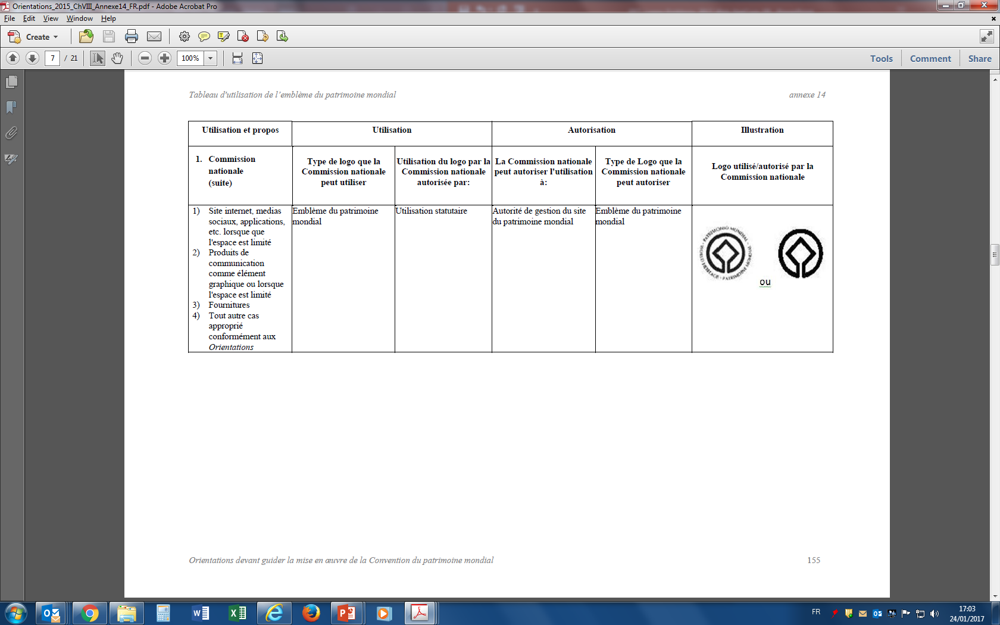 Orientations_2015_ChVIII_Annexe14_FR.pdf - Adobe Acrobat Pro
File Edit View Window Help
Create
7 / 21 100% Tools Comment Share
Tableau d'utilisation de l’emblème du patrimoine mondial annexe 14
Utilisation et propos Utilisation Autorisation Illustration
1. Commission
nationale
(suite)
Type de logo que la
Commission nationale
peut utiliser
Utilisation du logo par la
Commission nationale
autorisée par:
La Commission nationale
peut autoriser l'utilisation
à:
Type de Logo que la
Commission nationale
peut autoriser
Logo utilisé/autorisé par la
Commission nationale
1) Site internet, medias
sociaux, applications,
etc. lorsque que
l'espace est limité
2) Produits de
communication
comme élément
graphique ou lorsque
l'espace est limité
3) Fournitures
4) Tout autre cas
approprié
conformément aux
Orientations
Emblème du patrimoine
mondial
Utilisation statutaire
Autorité de gestion du site
du patrimoine mondial
Emblème du patrimoine
mondial
WORLD HERITAGE · PATRIMOINE MONDIAL · PATRIMONIO MUNDIAL ·
ou
Orientations devant guider la mise en œuvre de la Convention du patrimoine mondial 155
FR
17:03
24/01/2017